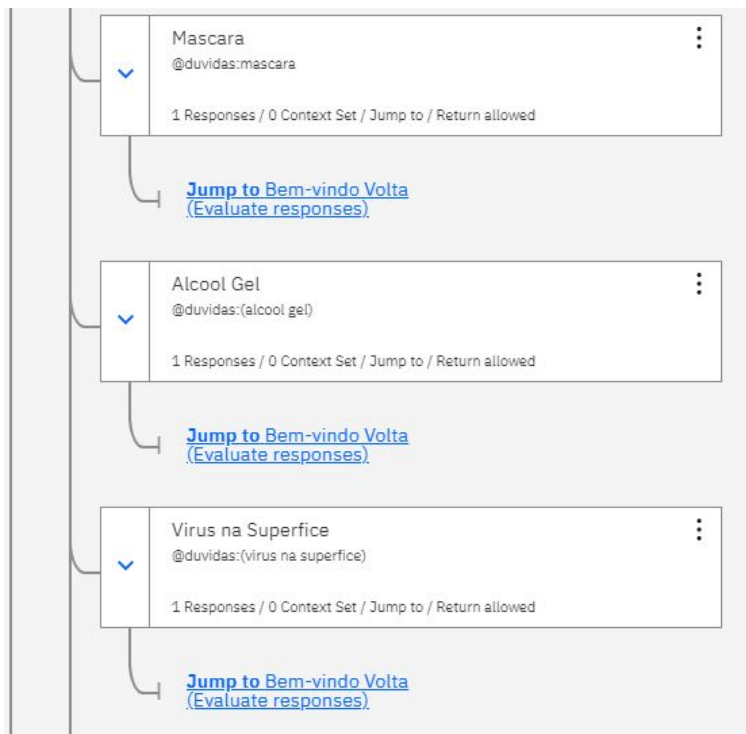 Mascara
@duvidas:mascara
1 Responses / 0 Context Set / Jump to / Return allowed
Jump to Bem-vindo Volta
(Evaluate responses)
Alcool Gel
@duvidas:(alcool gel)
1 Responses / 0 Context Set / Jump to / Return allowed
Jump to Bem-vindo Volta
(Evaluate responses)
Virus na Superfice
@duvidas:(virus na superfice)
1 Responses / 0 Context Set / Jump to / Return allowed
Jump to Bem-vindo Volta
(Evaluate responses)